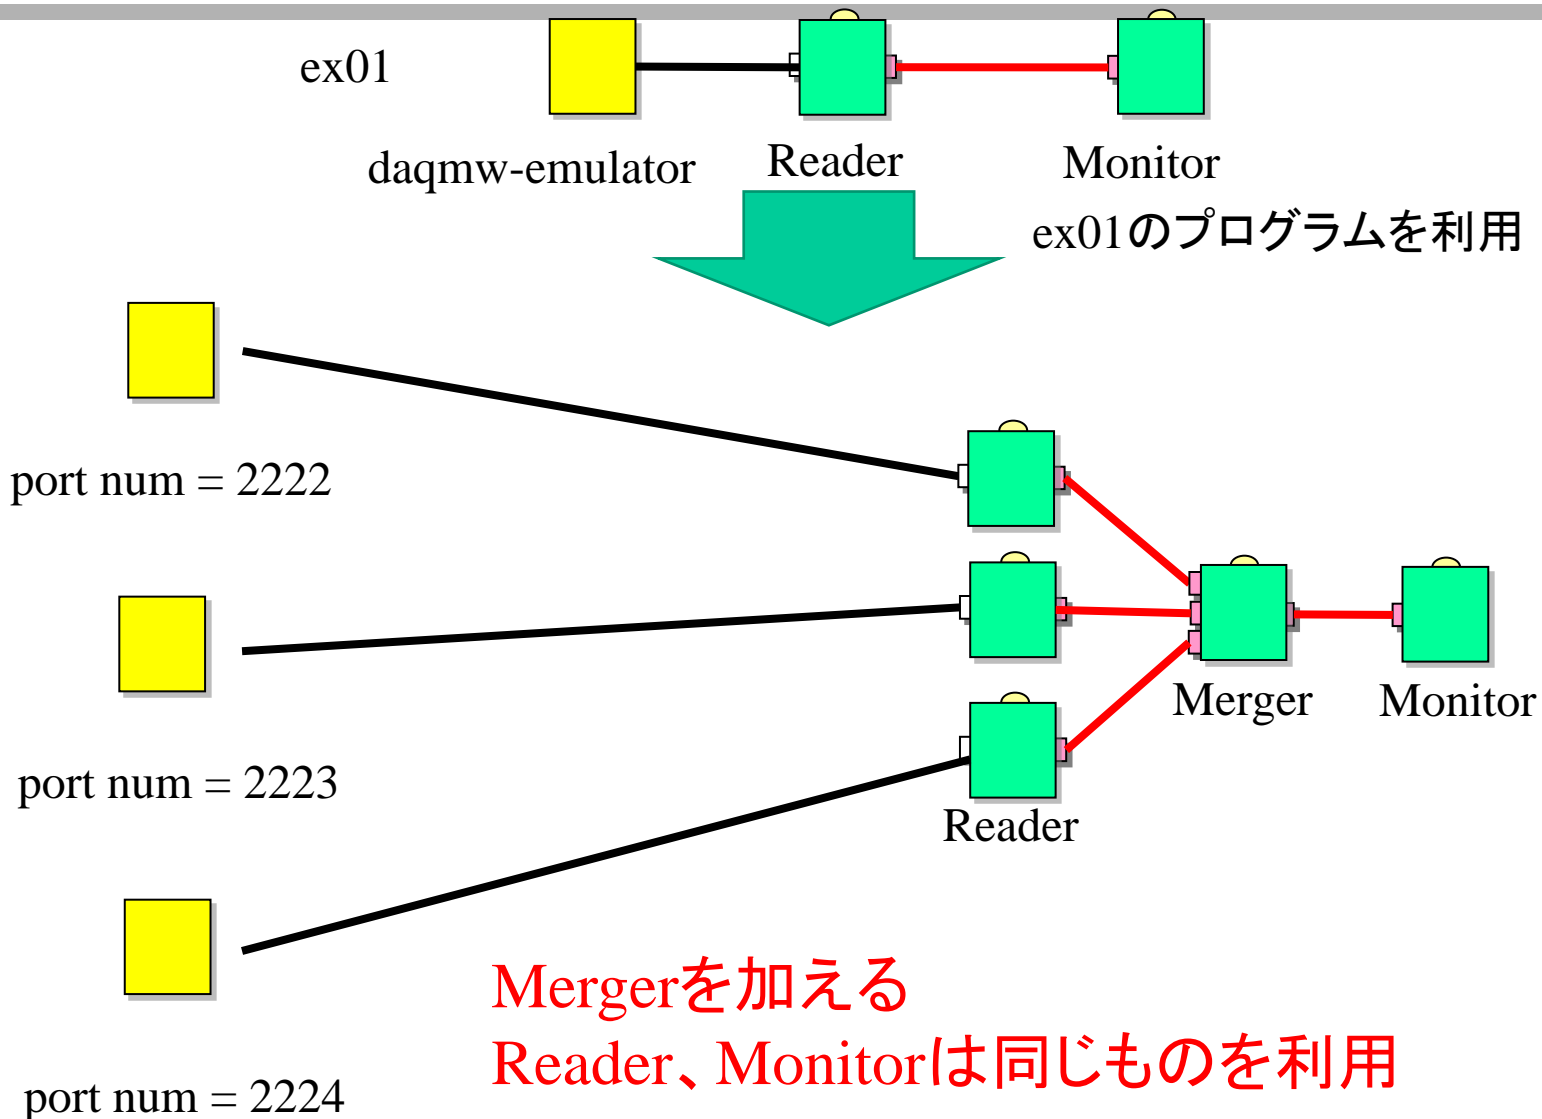 ex01
daqmw-emulator
Reader
Monitor
ex01のプログラムを利用
port num = 2222
port num = 2223
Merger
Monitor
Reader
port num = 2224
Mergerを加える
Reader、Monitorは同じものを利用